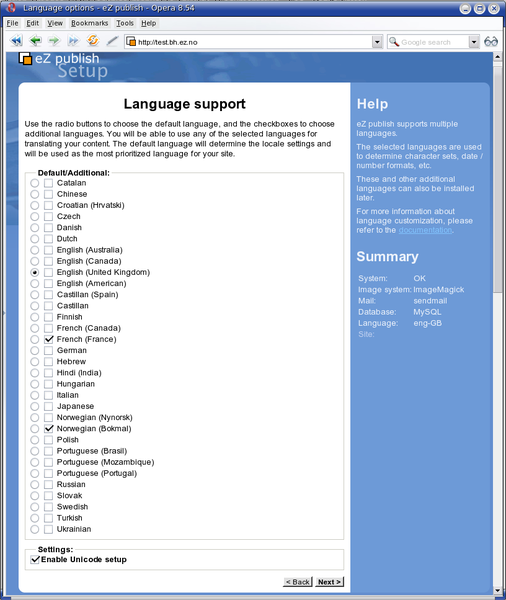 Language options - eZ publish - Opera 8.54
File Edit View Bookmarks Tools Help
http://test.bh.ez.no
Google search
eZ publish
Setup
Language support
Use the radio buttons to choose the default language, and the checkboxes to choose
additional languages. You will be able to use any of the selected languages for
translating your content. The default language will determine the locale settings and
will be used as the most prioritized language for your site.
Default/Additional:
Catalan
Chinese
Croatian (Hrvatski)
Czech
Danish
Dutch
English (Australia)
English (Canada)
English (United Kingdom)
English (American)
Castillan (Spain)
Castillan
Finnish
French (Canada)
French (France)
German
Hebrew
Hindi (India)
Hungarian
Italian
Japanese
Norwegian (Nynorsk)
Norwegian (Bokmal)
Polish
Portuguese (Brasil)
Portuguese (Mozambique)
Portuguese (Portugal)
Russian
Slovak
Swedish
Turkish
Ukrainian
Settings:
Enable Unicode setup
< Back Next >
Help
eZ publish supports multiple
languages.
The selected languages are used
to determine character sets, date /
number formats, etc.
These and other additional
languages can also be installed
later.
For more information about
language customization, please
refer to the documentation.
Summary
System: OK
Image system: ImageMagick
Mail: sendmail
Database: MySQL
Language: eng-GB
Site: